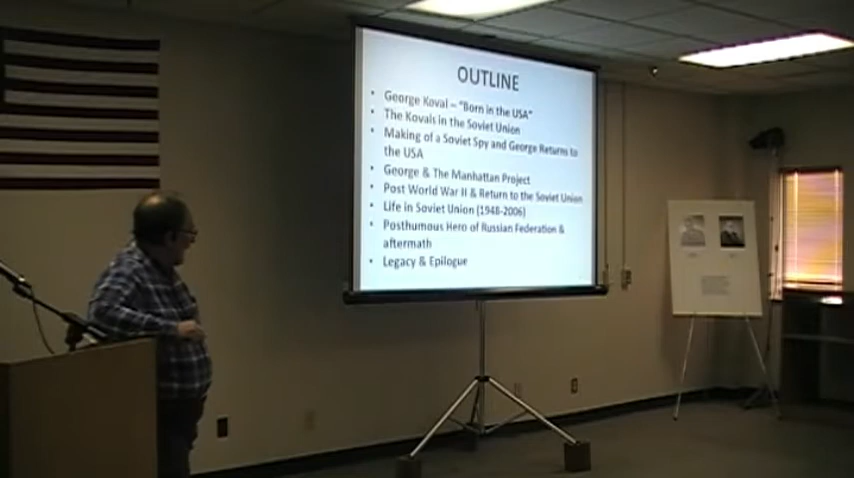 OUTLINE
• George Koval – "Born in the USA"
• The Kovals in the Soviet Union
• Making of a Soviet Spy and George Returns to
the USA
• George & The Manhattan Project
• Post World War II & Return to the Soviet Union
• Life in Soviet Union (1948-2006)
• Posthumous Hero of Russian Federation &
aftermath
• Legacy & Epilogue